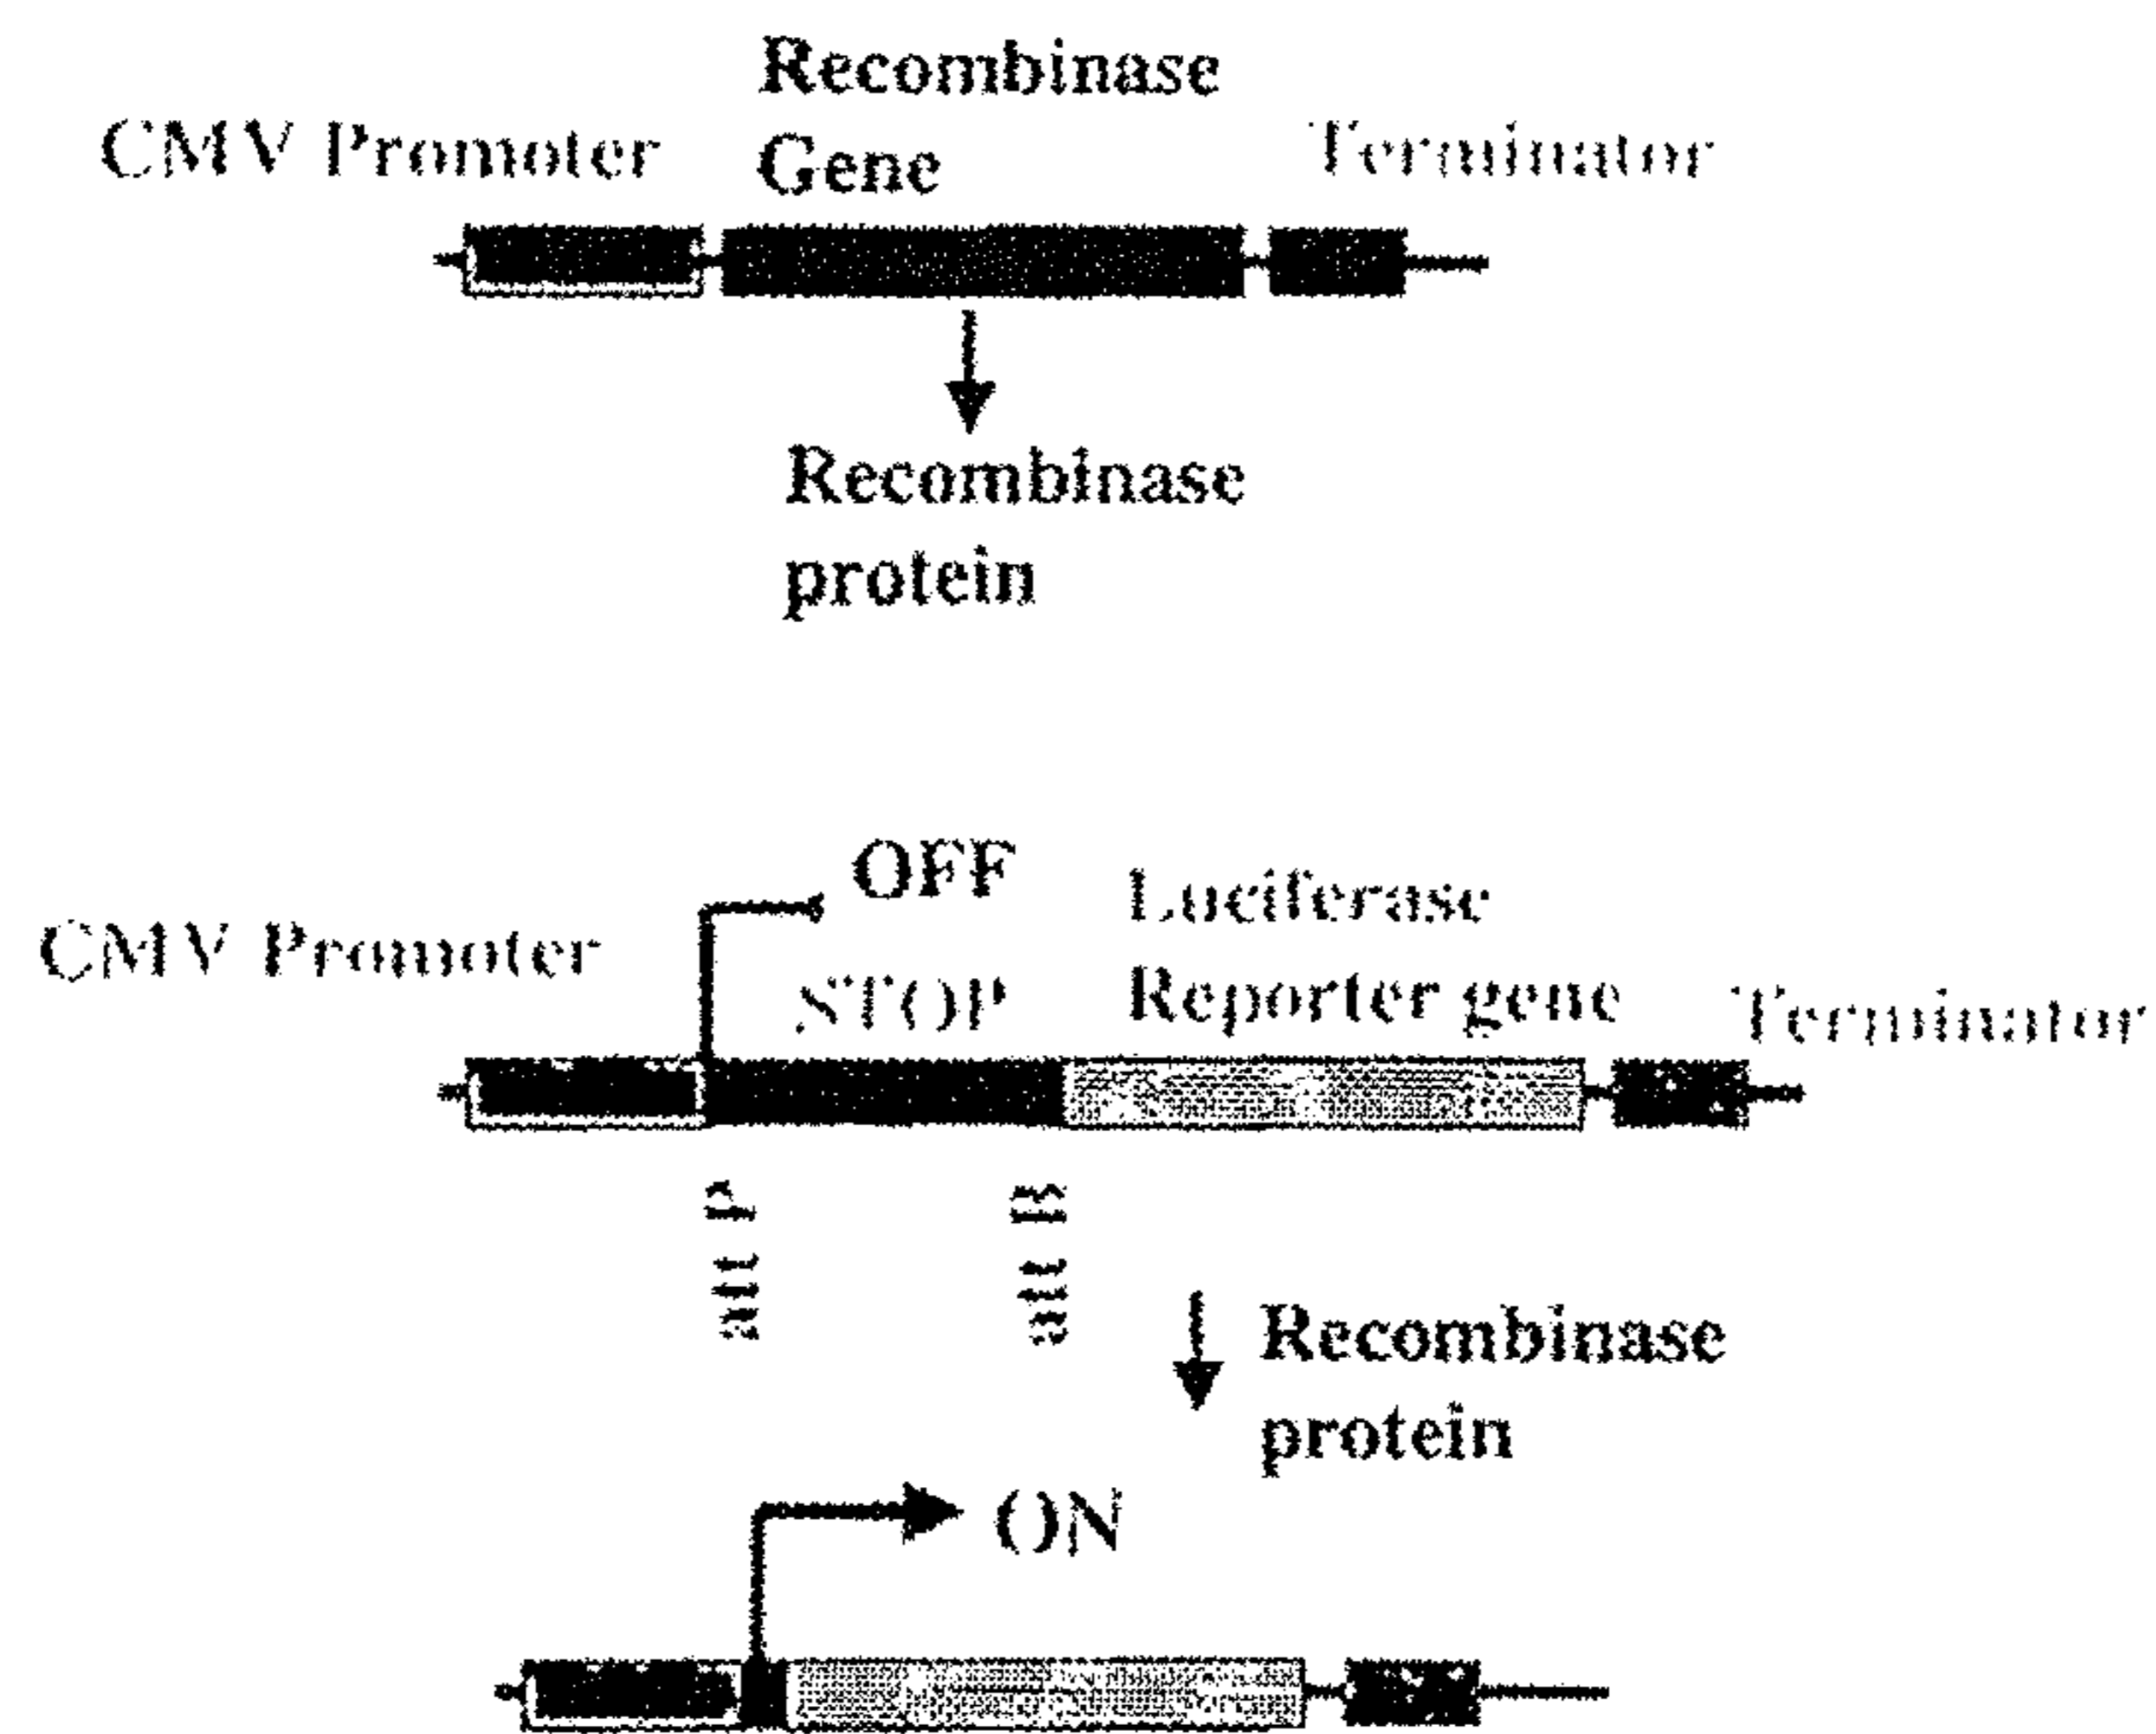 Recombinase
CMV Promoter Gene Terminator
Recombinase
protein
OFF Luciferase
CMV Promoter STOP Reporter gene Terminator
att P att B
Recombinase
protein
ON